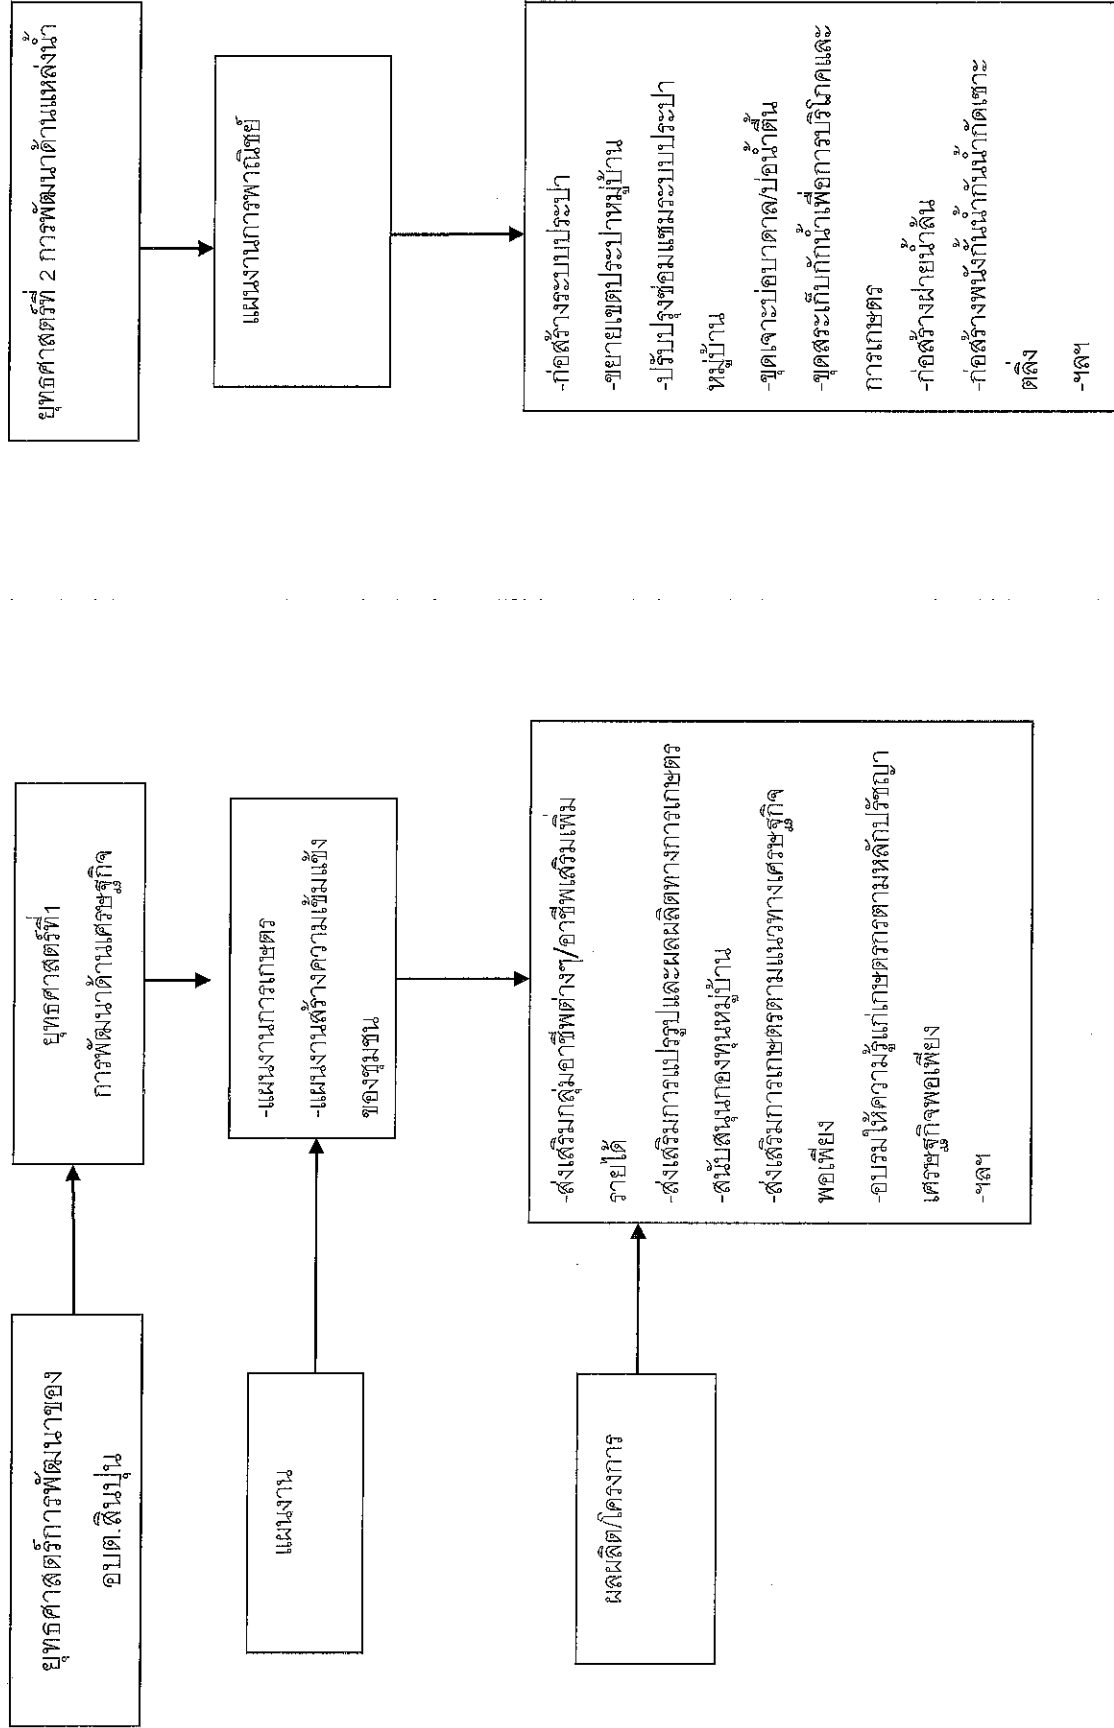 ยุทธศาสตร์การพัฒนาของ
อบต.สินปุน
ยุทธศาสตร์ที่1
การพัฒนาด้านเศรษฐกิจ
ยุทธศาสตร์ที่ 2 การพัฒนาด้านแหล่งน้ำ
แผนงาน
-แผนงานการเกษตร
-แผนงานสร้างความเข้มแข็ง
ของชุมชน
แผนงานการพาณิชย์
ผลผลิต/โครงการ
-ส่งเสริมกลุ่มอาชีพต่างๆ/อาชีพเสริมเพิ่ม
รายได้
-ส่งเสริมการแปรรูปและผลผลิตทางการเกษตร
-สนับสนุนกองทุนหมู่บ้าน
-ส่งเสริมการเกษตรตามแนวทางเศรษฐกิจ
พอเพียง
-อบรมให้ความรู้แก่เกษตรกรตามหลักปรัชญา
เศรษฐกิจพอเพียง
-ฯลฯ
-ก่อสร้างระบบประปา
-ขยายเขตประปาหมู่บ้าน
-ปรับปรุงซ่อมแซมระบบประปา
หมู่บ้าน
-ขุดเจาะบ่อบาดาล/บ่อน้ำตื้น
-ขุดสระเก็บกักน้ำเพื่อการบริโภคและ
การเกษตร
-ก่อสร้างฝายน้ำล้น
-ก่อสร้างพนังกั้นน้ำกันน้ำกัดเซาะ
ตลิ่ง
-ฯลฯ